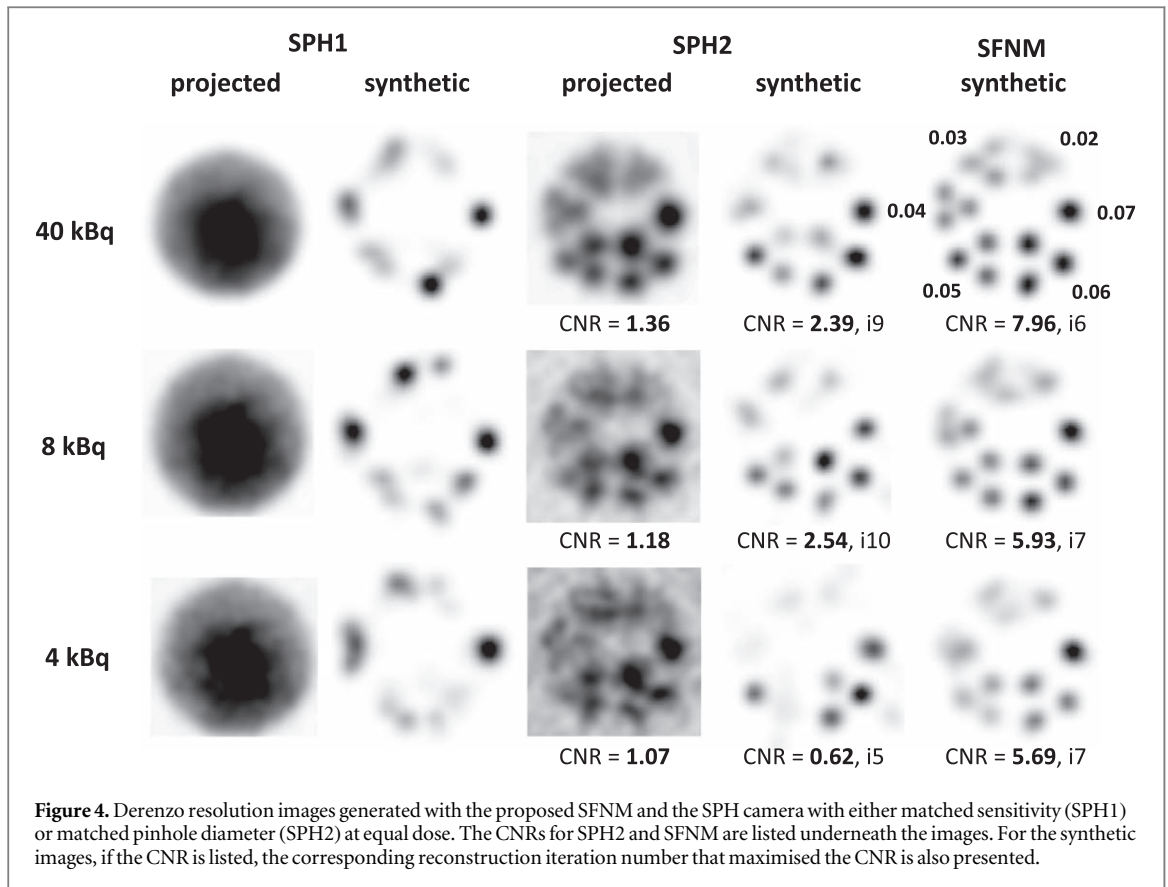 SPH1 SPH2 SFNM
projected synthetic projected synthetic synthetic
0.03 0.02
40 kBq 0.04 0.07
0.05 0.06
CNR = 1.36 CNR = 2.39, i9 CNR = 7.96, i6
8 kBq
CNR = 1.18 CNR = 2.54, i10 CNR = 5.93, i7
4 kBq
CNR = 1.07 CNR = 0.62, i5 CNR = 5.69, i7
Figure 4. Derenzo resolution images generated with the proposed SFNM and the SPH camera with either matched sensitivity (SPH1)
or matched pinhole diameter (SPH2) at equal dose. The CNRs for SPH2 and SFNM are listed underneath the images. For the synthetic
images, if the CNR is listed, the corresponding reconstruction iteration number that maximised the CNR is also presented.